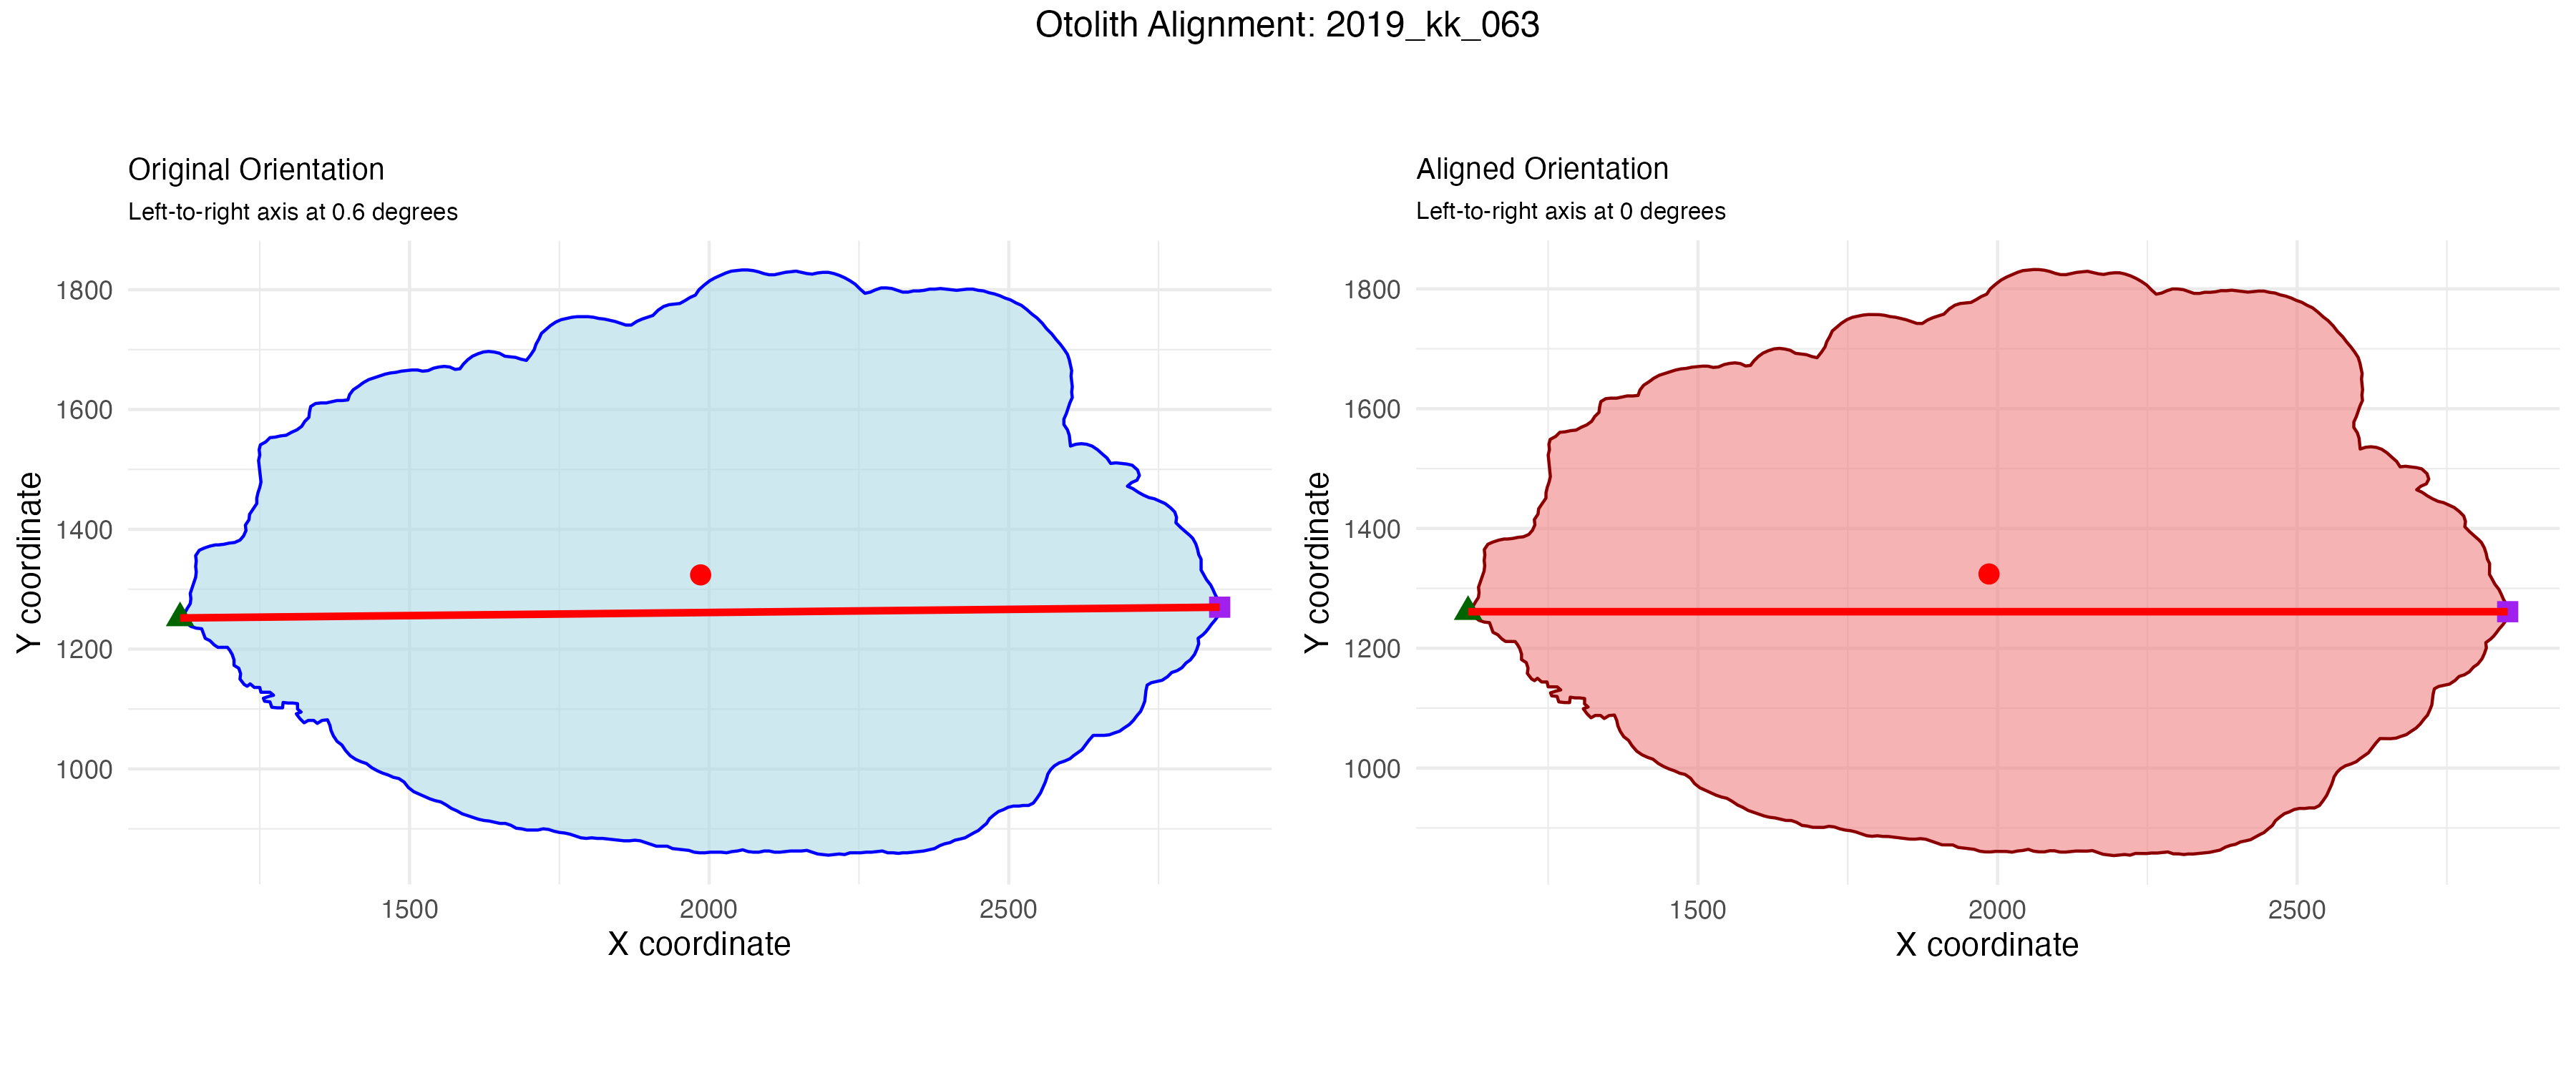 Otolith Alignment: 2019_kk_063
Original Orientation
Left-to-right axis at 0.6 degrees
1800
1600
1400
1200
1000
Y coordinate
1500
2000
2500
X coordinate
Aligned Orientation
Left-to-right axis at 0 degrees
1800
1600
1400
1200
1000
Y coordinate
1500
2000
2500
X coordinate